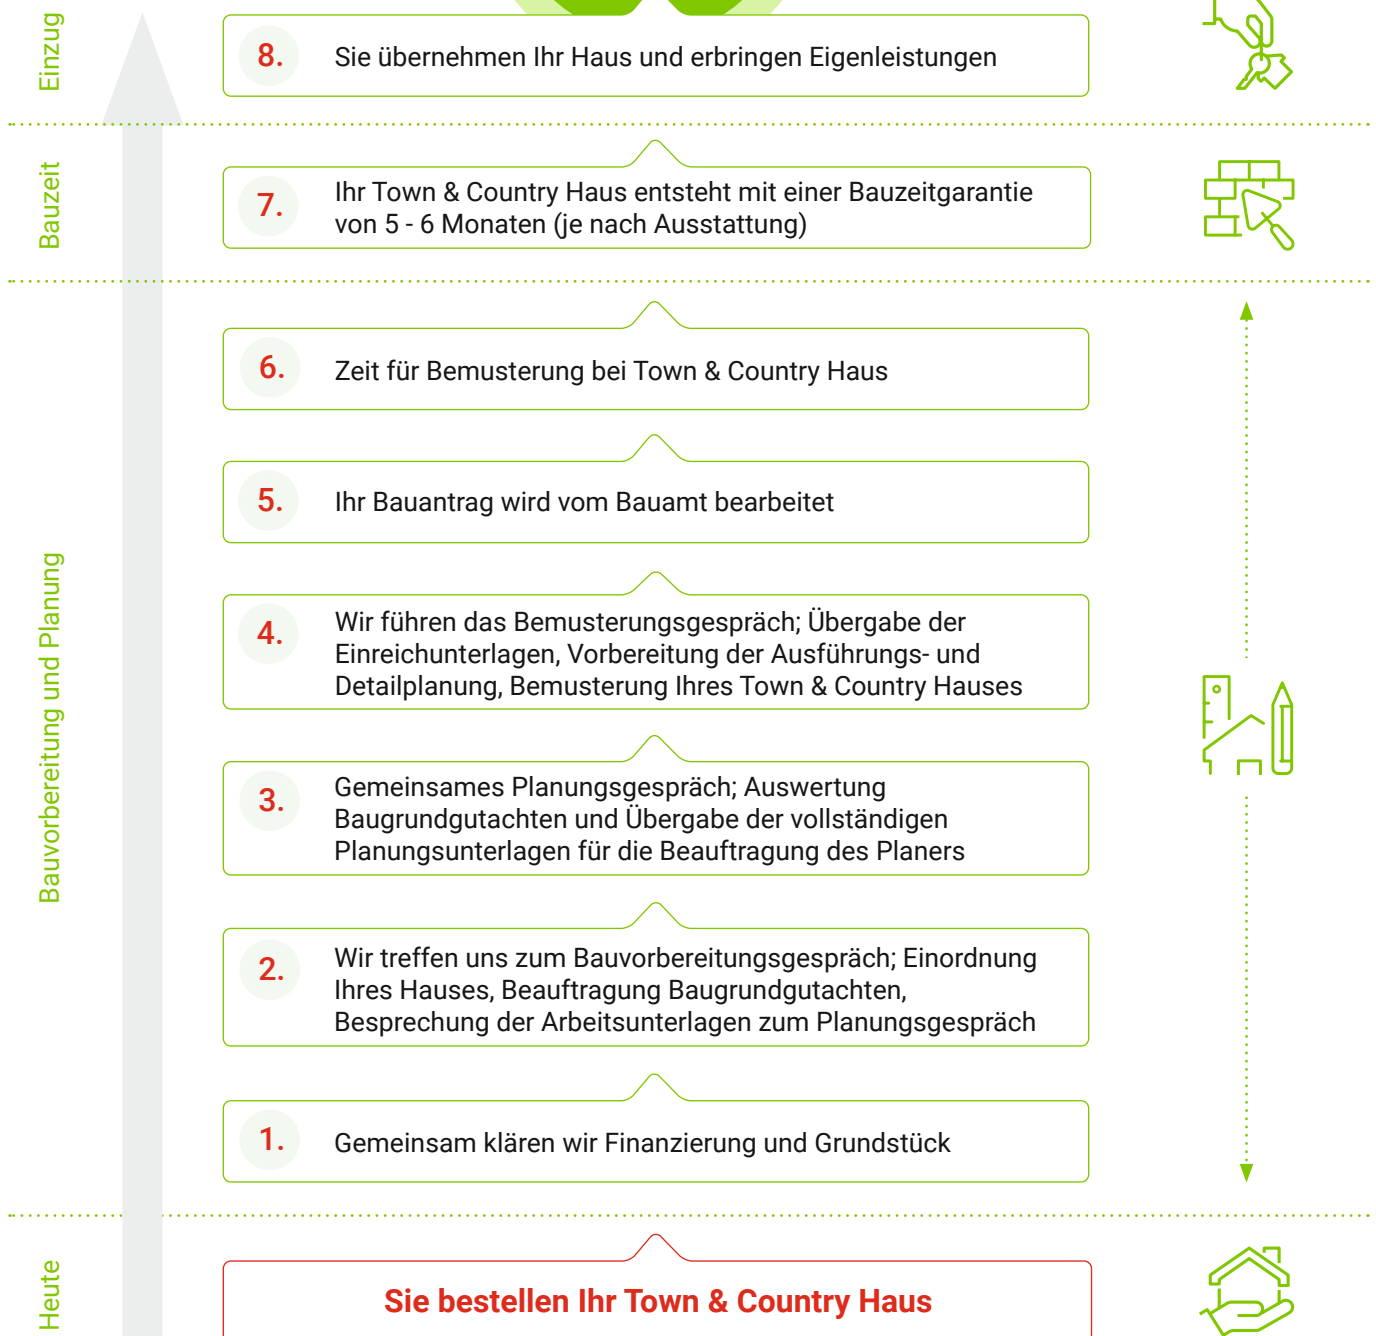 Einzug
8.
Sie übernehmen Ihr Haus und erbringen Eigenleistungen
Bauzeit
7.
Ihr Town & Country Haus entsteht mit einer Bauzeitgarantie
von 5 - 6 Monaten (je nach Ausstattung)
Bauvorbereitung und Planung
6.
Zeit für Bemusterung bei Town & Country Haus
5.
Ihr Bauantrag wird vom Bauamt bearbeitet
4.
Wir führen das Bemusterungsgespräch; Übergabe der
Einreichunterlagen, Vorbereitung der Ausführungs- und
Detailplanung, Bemusterung Ihres Town & Country Hauses
3.
Gemeinsames Planungsgespräch; Auswertung
Baugrundgutachten und Übergabe der vollständigen
Planungsunterlagen für die Beauftragung des Planers
2.
Wir treffen uns zum Bauvorbereitungsgespräch; Einordnung
Ihres Hauses, Beauftragung Baugrundgutachten,
Besprechung der Arbeitsunterlagen zum Planungsgespräch
1.
Gemeinsam klären wir Finanzierung und Grundstück
Heute
Sie bestellen Ihr Town & Country Haus